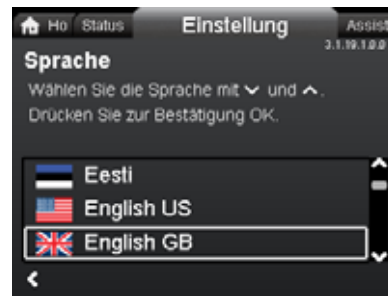 Ho Status Einstellung Assist
3.1.19.1.0.0
Sprache
Wählen Sie die Sprache mit und .
Drücken Sie zur Bestätigung OK.
Eesti
English US
English GB